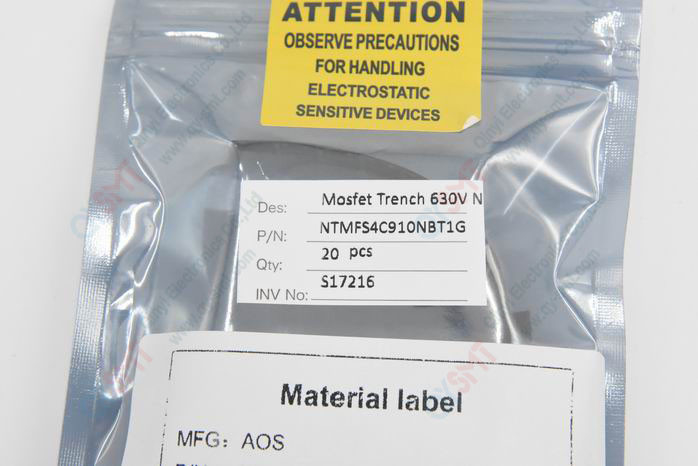 ATTENTION
OBSERVE PRECAUTIONS
FOR HANDLING
ELECTROSTATIC
SENSITIVE DEVICES
Des: Mosfet Trench 630V N
P/N: NTMFS4C910NBT1G
Qty: 20 pcs
INV No: S17216
Material label
MFG: AOS